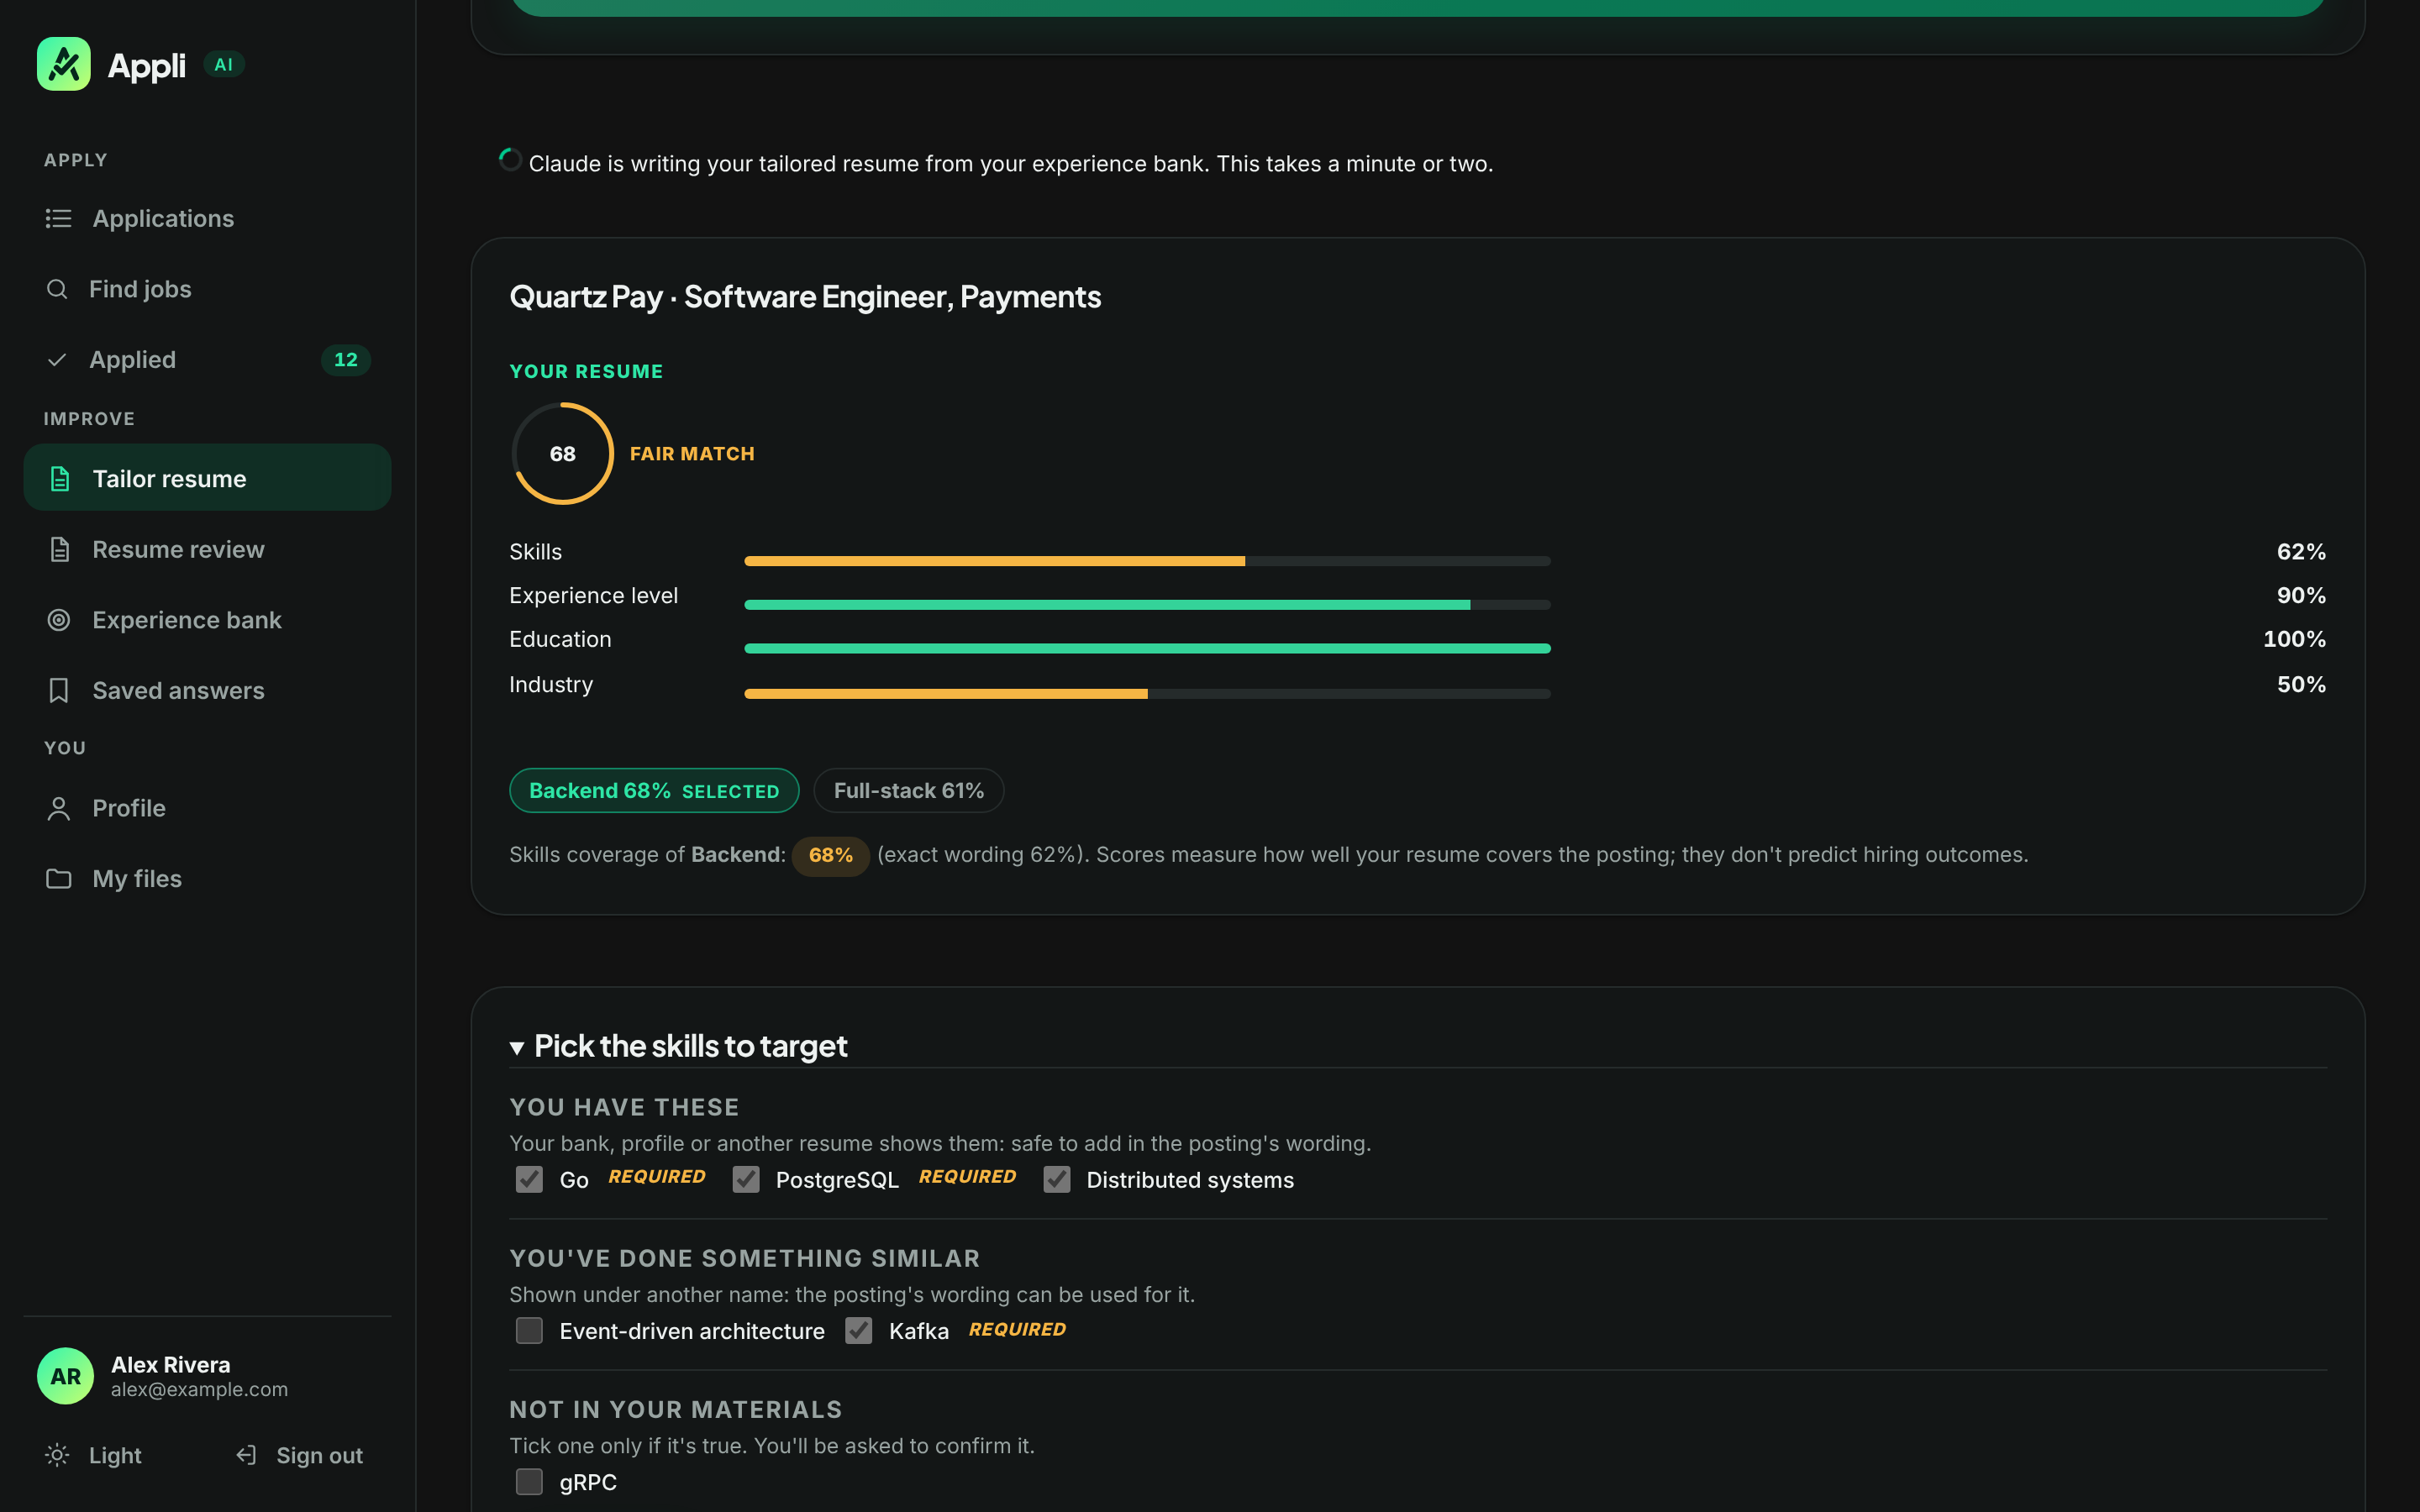 Appli AI
APPLY
Applications
Find jobs
Applied 12
IMPROVE
Tailor resume
Resume review
Experience bank
Saved answers
YOU
Profile
My files
AR
Alex Rivera
alex@example.com
Light
Sign out
Claude is writing your tailored resume from your experience bank. This takes a minute or two.
Quartz Pay · Software Engineer, Payments
YOUR RESUME
68 FAIR MATCH
Skills 62%
Experience level 90%
Education 100%
Industry 50%
Backend 68% SELECTED Full-stack 61%
Skills coverage of Backend: 68% (exact wording 62%). Scores measure how well your resume covers the posting; they don't predict hiring outcomes.
▼ Pick the skills to target
YOU HAVE THESE
Your bank, profile or another resume shows them: safe to add in the posting's wording.
Go REQUIRED PostgreSQL REQUIRED Distributed systems
YOU'VE DONE SOMETHING SIMILAR
Shown under another name: the posting's wording can be used for it.
Event-driven architecture Kafka REQUIRED
NOT IN YOUR MATERIALS
Tick one only if it's true. You'll be asked to confirm it.
gRPC